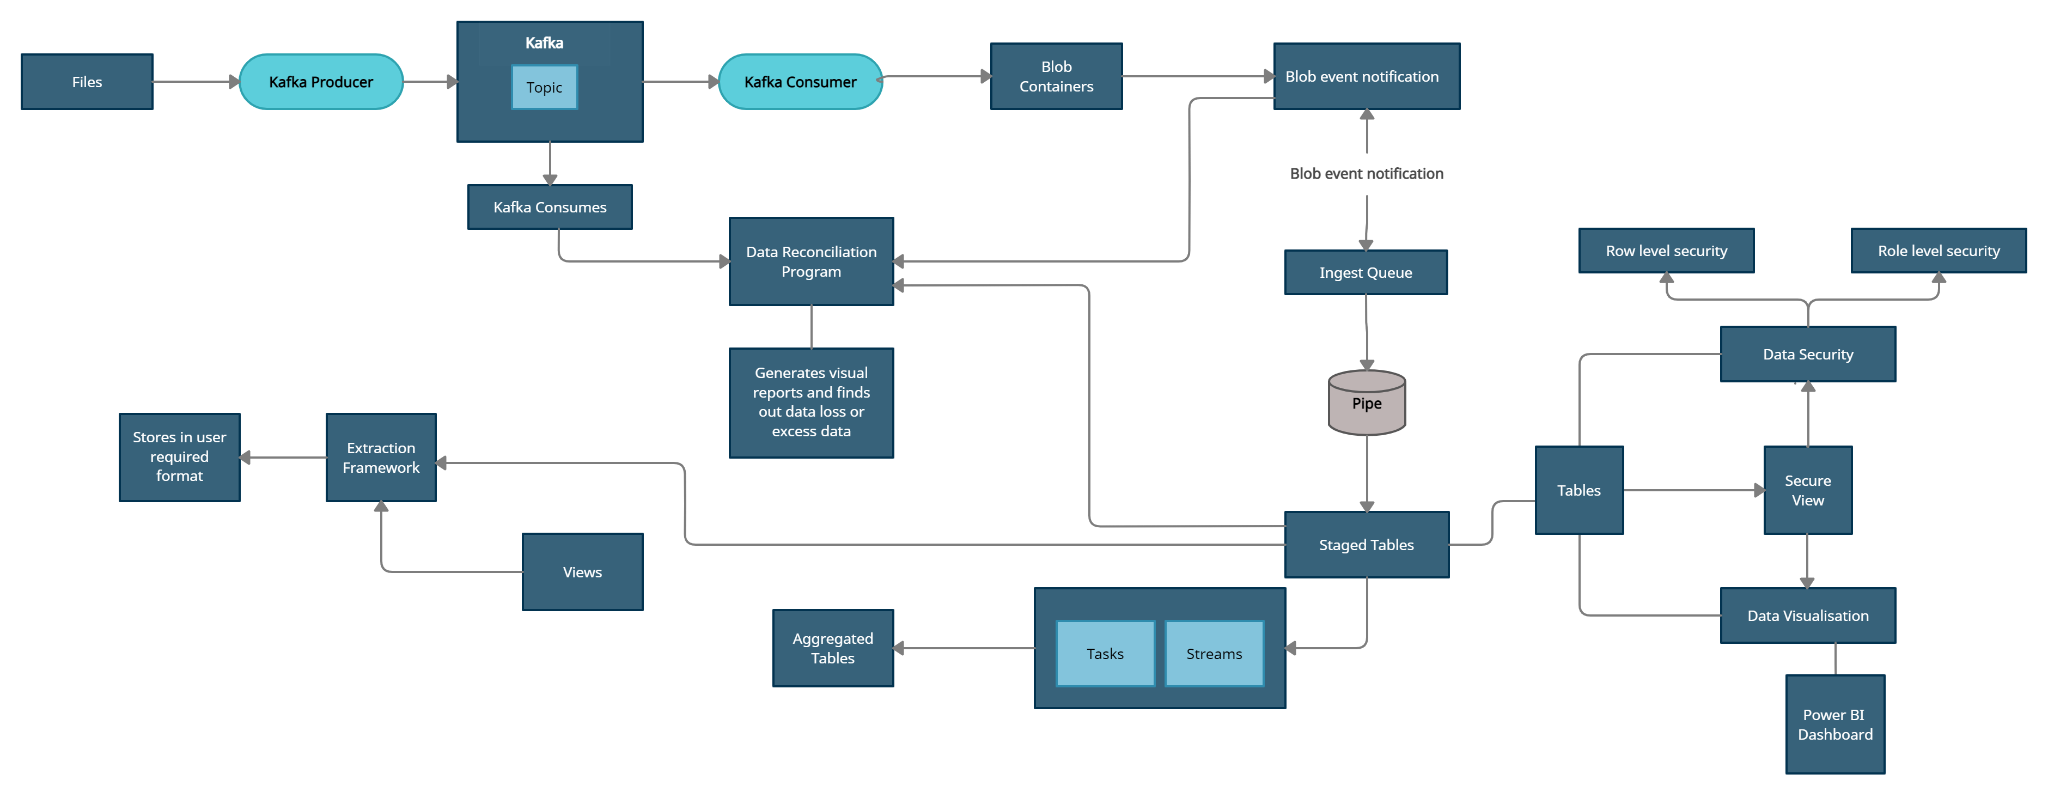 Files
Kafka Producer
Kafka
Topic
Kafka Consumer
Blob
Containers
Blob event notification
Blob event notification
Kafka Consumes
Data Reconciliation
Program
Ingest Queue
Row level security
Role level security
Generates visual
reports and finds
out data loss or
excess data
Pipe
Data Security
Stores in user
required
format
Extraction
Framework
Tables
Secure
View
Views
Staged Tables
Aggregated
Tables
Tasks
Streams
Data Visualisation
Power BI
Dashboard